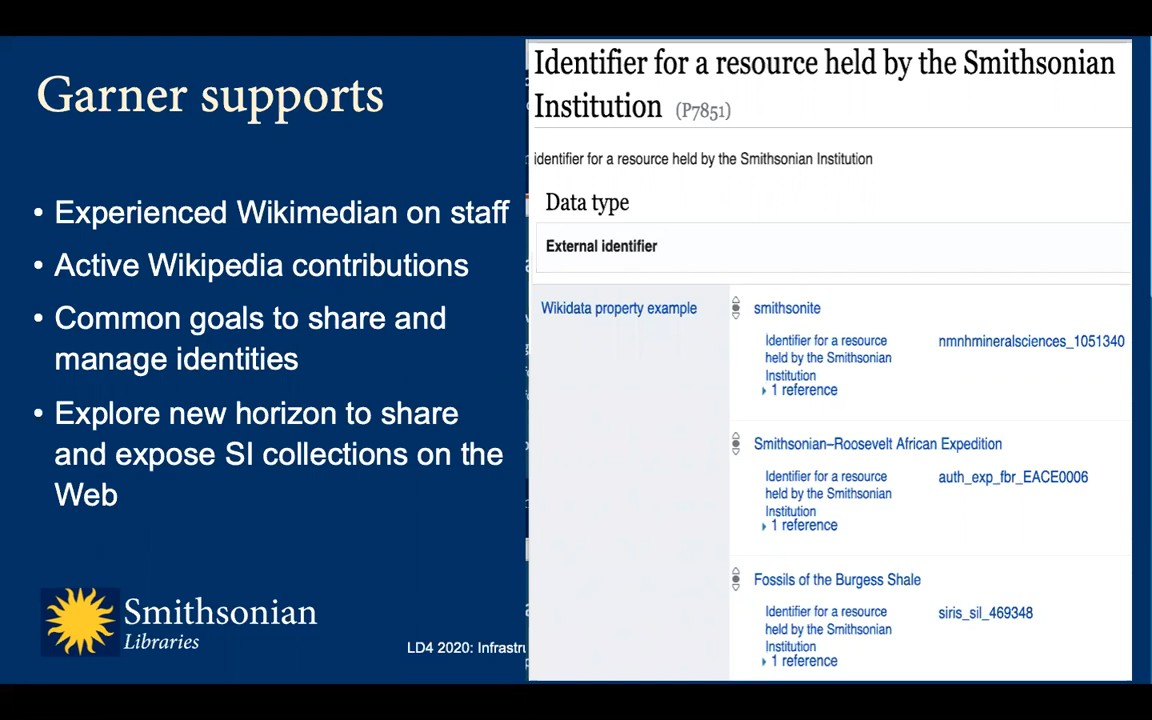 Garner supports
• Experienced Wikimedian on staff
• Active Wikipedia contributions
• Common goals to share and
manage identities
• Explore new horizon to share
and expose SI collections on the
Web
Smithsonian
Libraries
LD4 2020:
Identifier for a resource held by the Smithsonian
Institution (P7851)
identifier for a resource held by the Smithsonian Institution
Data type
External identifier
Wikidata property example
smithsonite
Identifier for a resource
held by the Smithsonian
Institution
nmnhmineralsciences_1051340
1 reference
Smithsonian–Roosevelt African Expedition
Identifier for a resource
held by the Smithsonian
Institution
auth_exp_fbr_EACE0006
1 reference
Fossils of the Burgess Shale
Identifier for a resource
held by the Smithsonian
Institution
siris_sil_469348
1 reference